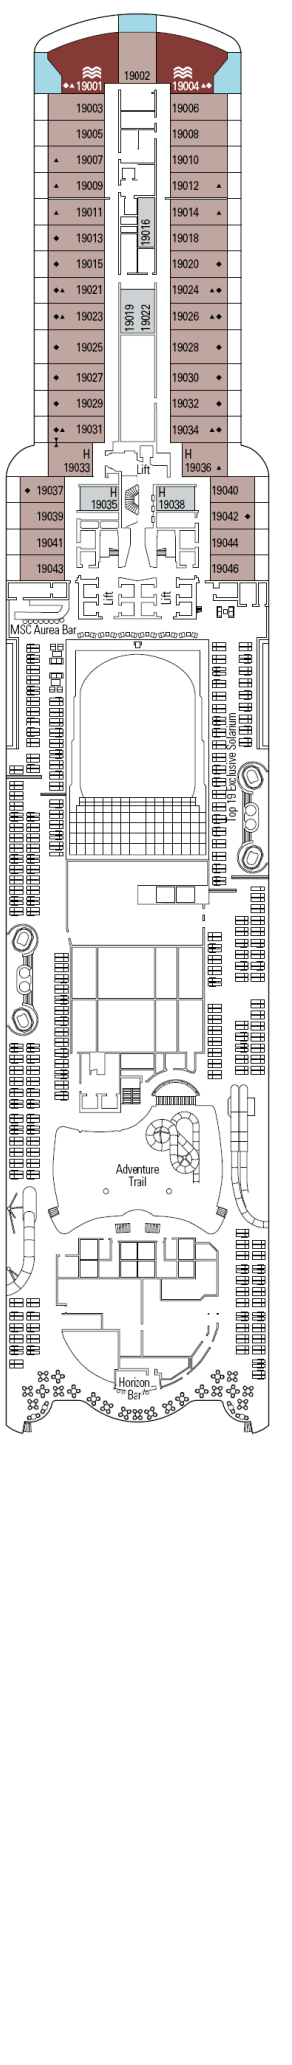 19002
19001 19004
19003 19006
19005 19008
19007 19010
19009 19012
19011 19014
19016
19013 19018
19015 19020
19021 19024
19019 19022
19023 19026
19025 19028
19027 19030
19029 19032
19031 19034
H H
19033 Lift 19036
19037 H H 19040
19035 19038
19039 19042
19041 19044
19043 19046
Lift Lift
MSC Aurea Bar
Top 19 Exclusive Solarium
Adventure
Trail
Horizon
Bar